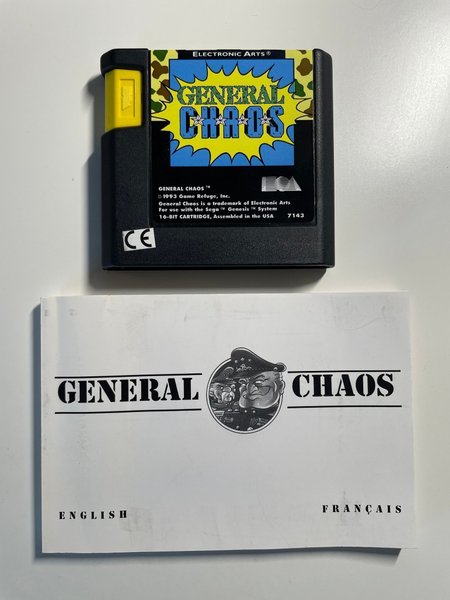 ELECTRONIC ARTS®
GENERAL
CHAOS
GENERAL CHAOS™
©1993 Game Refuge, Inc.
General Chaos is a trademark of Electronic Arts
For use with the Sega™ Genesis™ System
16-BIT CARTRIDGE, Assembled in the USA 7143
CE
GENERAL CHAOS
ENGLISH FRANÇAIS